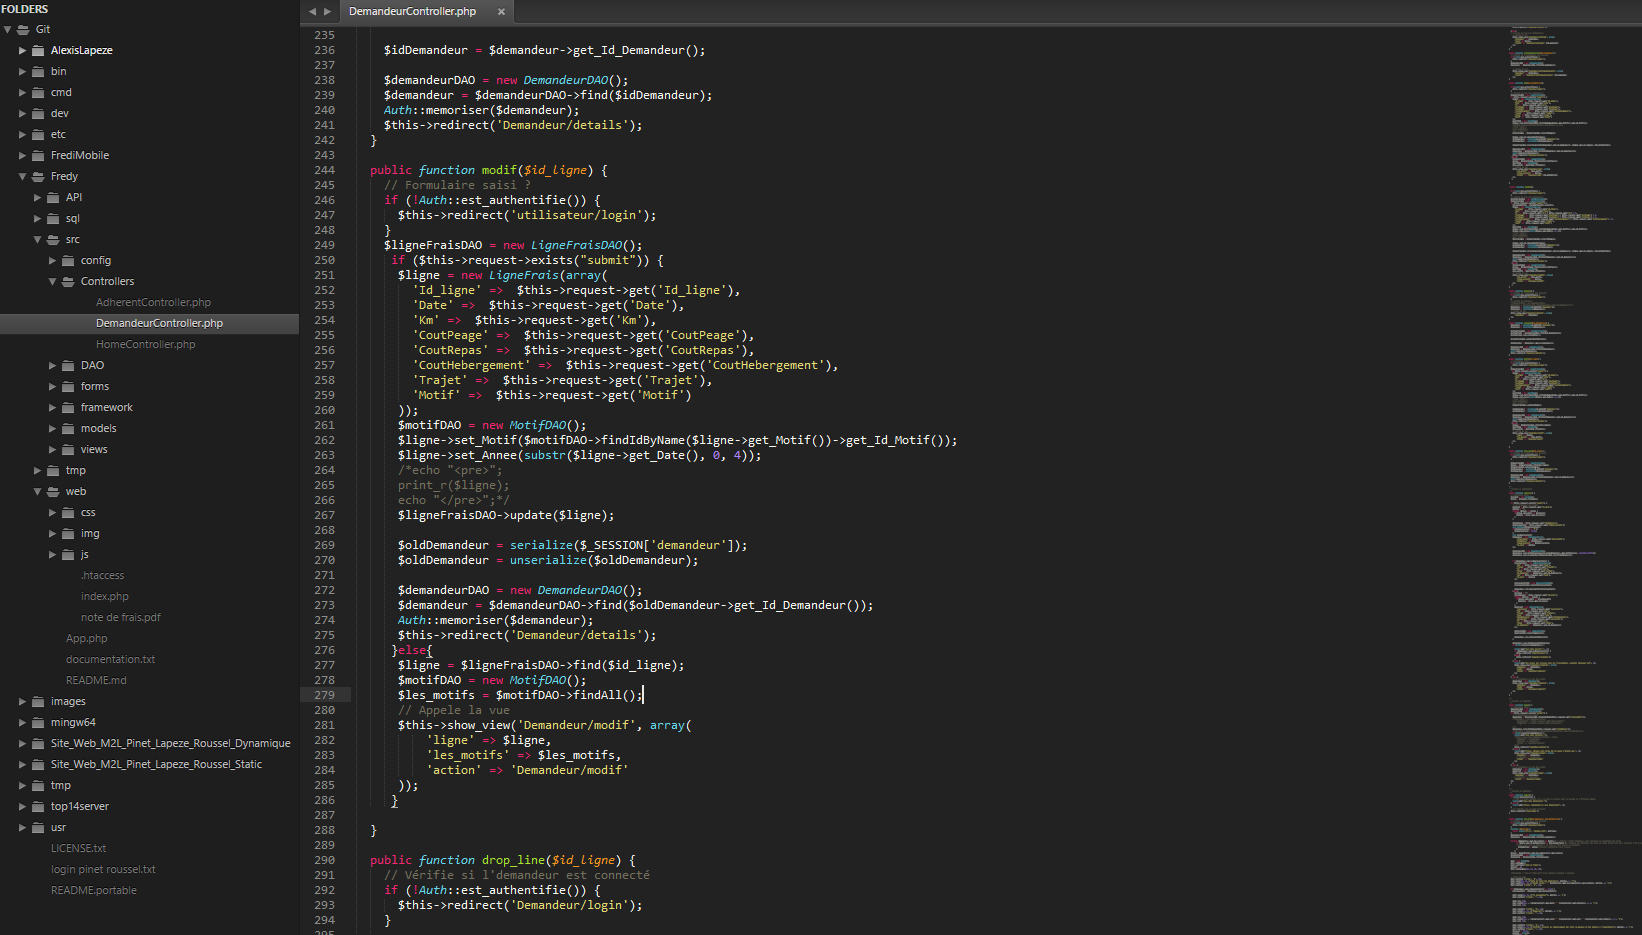 FOLDERS
Git
AlexisLapeze
bin
cmd
dev
etc
FrediMobile
Fredy
API
sql
src
config
Controllers
AdherentController.php
DemandeurController.php
HomeController.php
DAO
forms
framework
models
views
tmp
web
css
img
js
.htaccess
index.php
note de frais.pdf
App.php
documentation.txt
README.md
images
mingw64
Site_Web_M2L_Pinet_Lapeze_Roussel_Dynamique
Site_Web_M2L_Pinet_Lapeze_Roussel_Static
tmp
top14server
usr
LICENSE.txt
login pinet roussel.txt
README.portable
DemandeurController.php ×
235
236 $idDemandeur = $demandeur->get_Id_Demandeur();
237
238 $demandeurDAO = new DemandeurDAO();
239 $demandeur = $demandeurDAO->find($idDemandeur);
240 Auth::memoriser($demandeur);
241 $this->redirect('Demandeur/details');
242 }
243
244 public function modif($id_ligne) {
245 // Formulaire saisi ?
246 if (!Auth::est_authentifie()) {
247 $this->redirect('utilisateur/login');
248 }
249 $ligneFraisDAO = new LigneFraisDAO();
250 if ($this->request->exists("submit")) {
251 $ligne = new LigneFrais(array(
252 'Id_ligne' => $this->request->get('Id_ligne'),
253 'Date' => $this->request->get('Date'),
254 'Km' => $this->request->get('Km'),
255 'CoutPeage' => $this->request->get('CoutPeage'),
256 'CoutRepas' => $this->request->get('CoutRepas'),
257 'CoutHebergement' => $this->request->get('CoutHebergement'),
258 'Trajet' => $this->request->get('Trajet'),
259 'Motif' => $this->request->get('Motif')
260 ));
261 $motifDAO = new MotifDAO();
262 $ligne->set_Motif($motifDAO->findIdByName($ligne->get_Motif())->get_Id_Motif());
263 $ligne->set_Annee(substr($ligne->get_Date(), 0, 4));
264 /*echo "<pre>";
265 print_r($ligne);
266 echo "</pre>";*/
267 $ligneFraisDAO->update($ligne);
268
269 $oldDemandeur = serialize($_SESSION['demandeur']);
270 $oldDemandeur = unserialize($oldDemandeur);
271
272 $demandeurDAO = new DemandeurDAO();
273 $demandeur = $demandeurDAO->find($oldDemandeur->get_Id_Demandeur());
274 Auth::memoriser($demandeur);
275 $this->redirect('Demandeur/details');
276 }else{
277 $ligne = $ligneFraisDAO->find($id_ligne);
278 $motifDAO = new MotifDAO();
279 $les_motifs = $motifDAO->findAll();
280 // Appele la vue
281 $this->show_view('Demandeur/modif', array(
282 'ligne' => $ligne,
283 'les_motifs' => $les_motifs,
284 'action' => 'Demandeur/modif'
285 ));
286 }
287
288 }
289
290 public function drop_line($id_ligne) {
291 // Vérifie si l'demandeur est connecté
292 if (!Auth::est_authentifie()) {
293 $this->redirect('Demandeur/login');
294 }
295